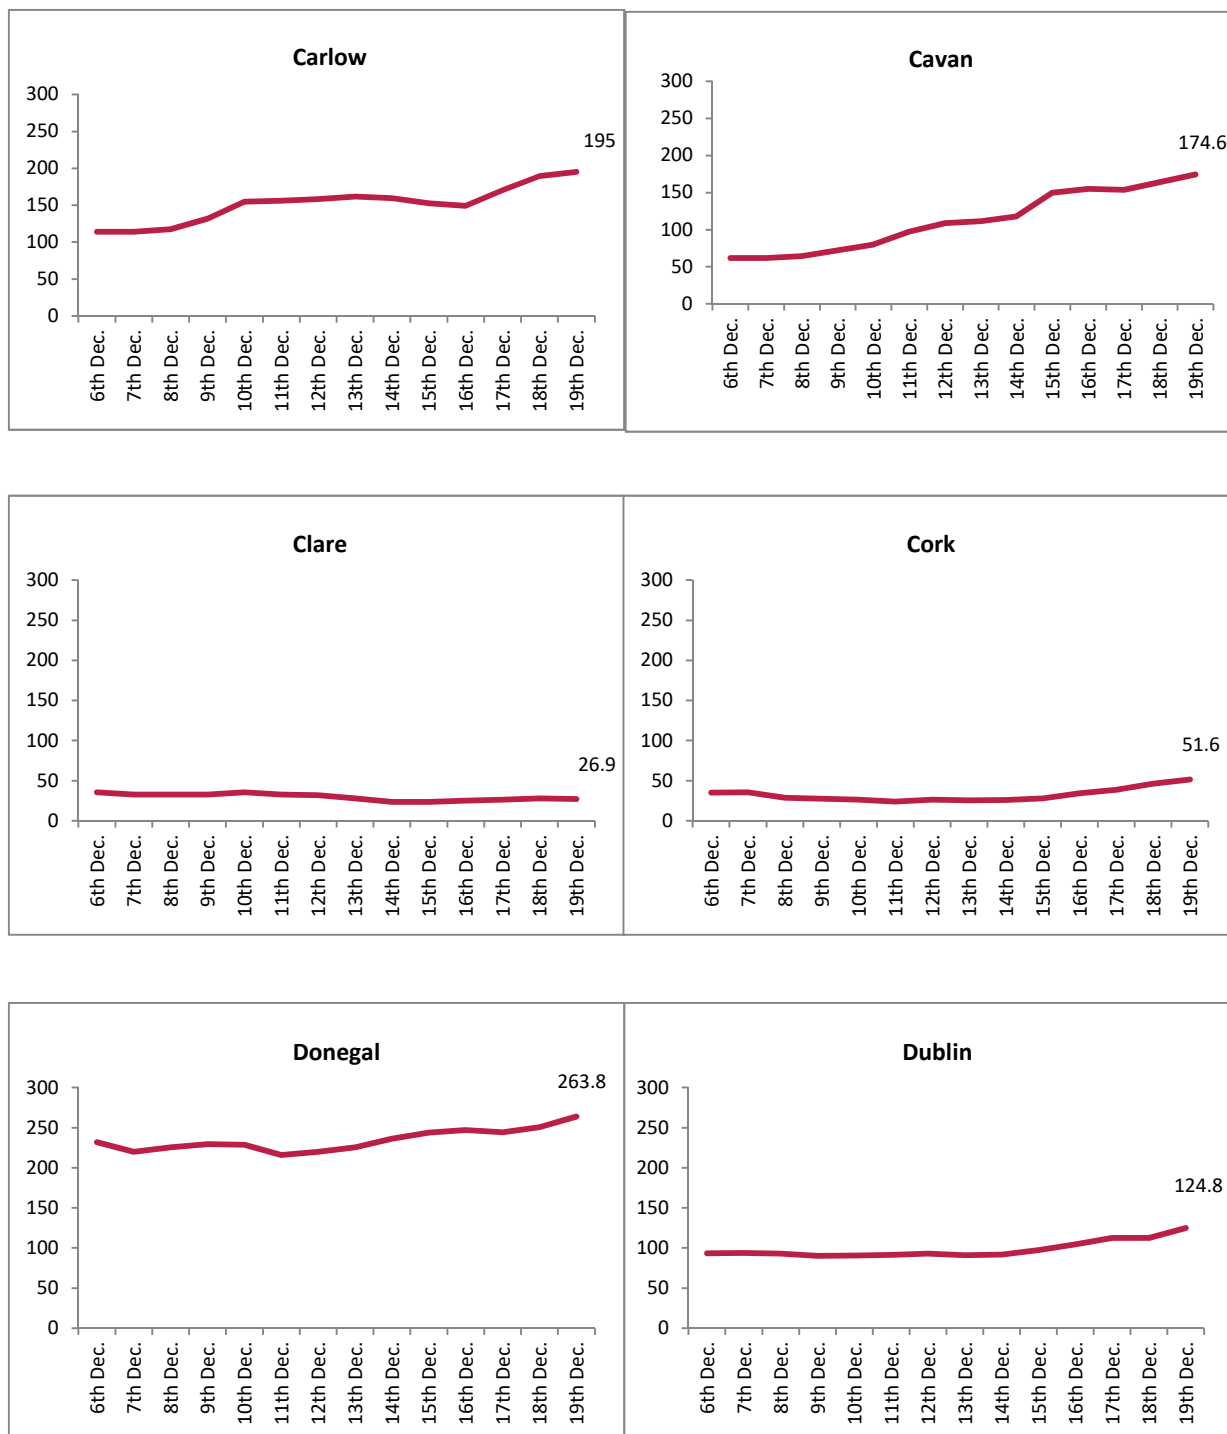 Carlow
300
250
200
150
100
50
0
195
6th Dec.
7th Dec.
8th Dec.
9th Dec.
10th Dec.
11th Dec.
12th Dec.
13th Dec.
14th Dec.
15th Dec.
16th Dec.
17th Dec.
18th Dec.
19th Dec.
Cavan
300
250
200
150
100
50
0
174.6
6th Dec.
7th Dec.
8th Dec.
9th Dec.
10th Dec.
11th Dec.
12th Dec.
13th Dec.
14th Dec.
15th Dec.
16th Dec.
17th Dec.
18th Dec.
19th Dec.
Clare
300
250
200
150
100
50
0
26.9
6th Dec.
7th Dec.
8th Dec.
9th Dec.
10th Dec.
11th Dec.
12th Dec.
13th Dec.
14th Dec.
15th Dec.
16th Dec.
17th Dec.
18th Dec.
19th Dec.
Cork
300
250
200
150
100
50
0
51.6
6th Dec.
7th Dec.
8th Dec.
9th Dec.
10th Dec.
11th Dec.
12th Dec.
13th Dec.
14th Dec.
15th Dec.
16th Dec.
17th Dec.
18th Dec.
19th Dec.
Donegal
300
250
200
150
100
50
0
263.8
6th Dec.
7th Dec.
8th Dec.
9th Dec.
10th Dec.
11th Dec.
12th Dec.
13th Dec.
14th Dec.
15th Dec.
16th Dec.
17th Dec.
18th Dec.
19th Dec.
Dublin
300
250
200
150
100
50
0
124.8
6th Dec.
7th Dec.
8th Dec.
9th Dec.
10th Dec.
11th Dec.
12th Dec.
13th Dec.
14th Dec.
15th Dec.
16th Dec.
17th Dec.
18th Dec.
19th Dec.